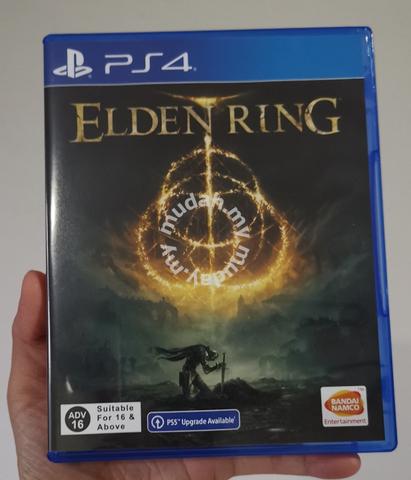 PS4
ELDEN RING
mudah.my mudah.my
ADV
16
Suitable
For 16 &
Above
PS5 Upgrade Available
BANDAI
NAMCO
Entertainment